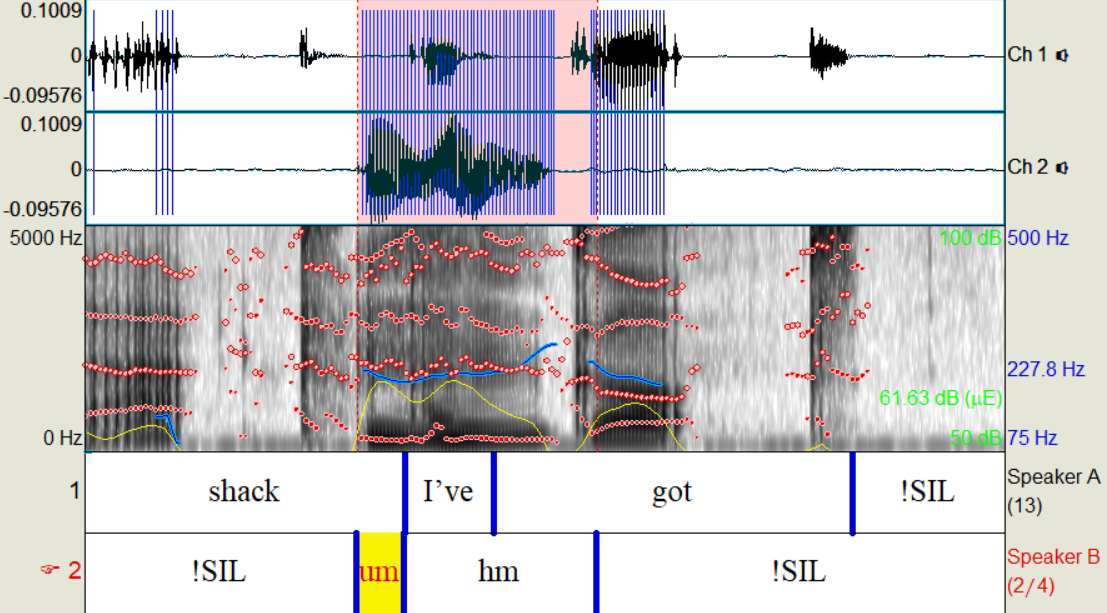 0.1009
0
-0.09576
Ch 1
0.1009
0
-0.09576
Ch 2
5000 Hz
100 dB 500 Hz
227.8 Hz
61.63 dB (µE)
0 Hz
50 dB 75 Hz
1 shack I've got !SIL Speaker A (13)
2 !SIL um hm !SIL Speaker B (2/4)